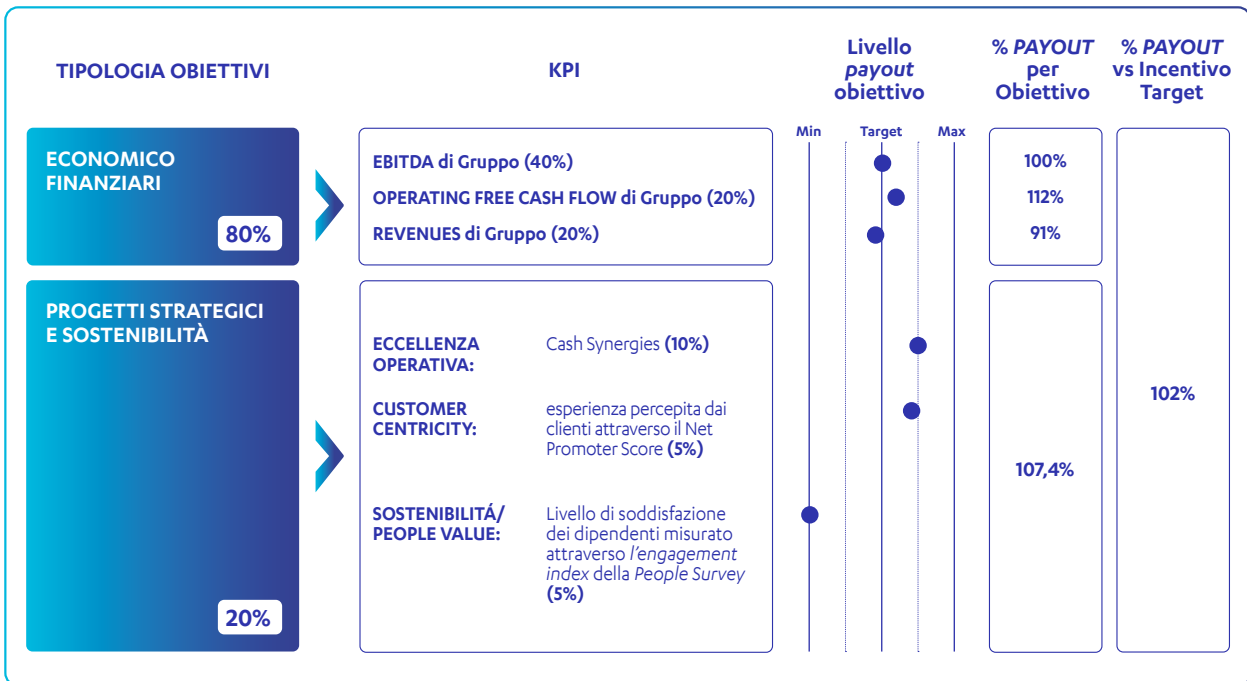 TIPOLOGIA OBIETTIVI
KPI
Livello
payout
obiettivo
% PAYOUT
per
Obiettivo
% PAYOUT
vs Incentivo
Target
Min
Target
Max
ECONOMICO
FINANZIARI
80%
EBITDA di Gruppo (40%)
OPERATING FREE CASH FLOW di Gruppo (20%)
REVENUES di Gruppo (20%)
100%
112%
91%
PROGETTI STRATEGICI
E SOSTENIBILITÀ
20%
ECCELLENZA
OPERATIVA:
Cash Synergies (10%)
CUSTOMER
CENTRICITY:
esperienza percepita dai
clienti attraverso il Net
Promoter Score (5%)
SOSTENIBILITÁ/
PEOPLE VALUE:
Livello di soddisfazione
dei dipendenti misurato
attraverso l'engagement
index della People Survey
(5%)
107,4%
102%